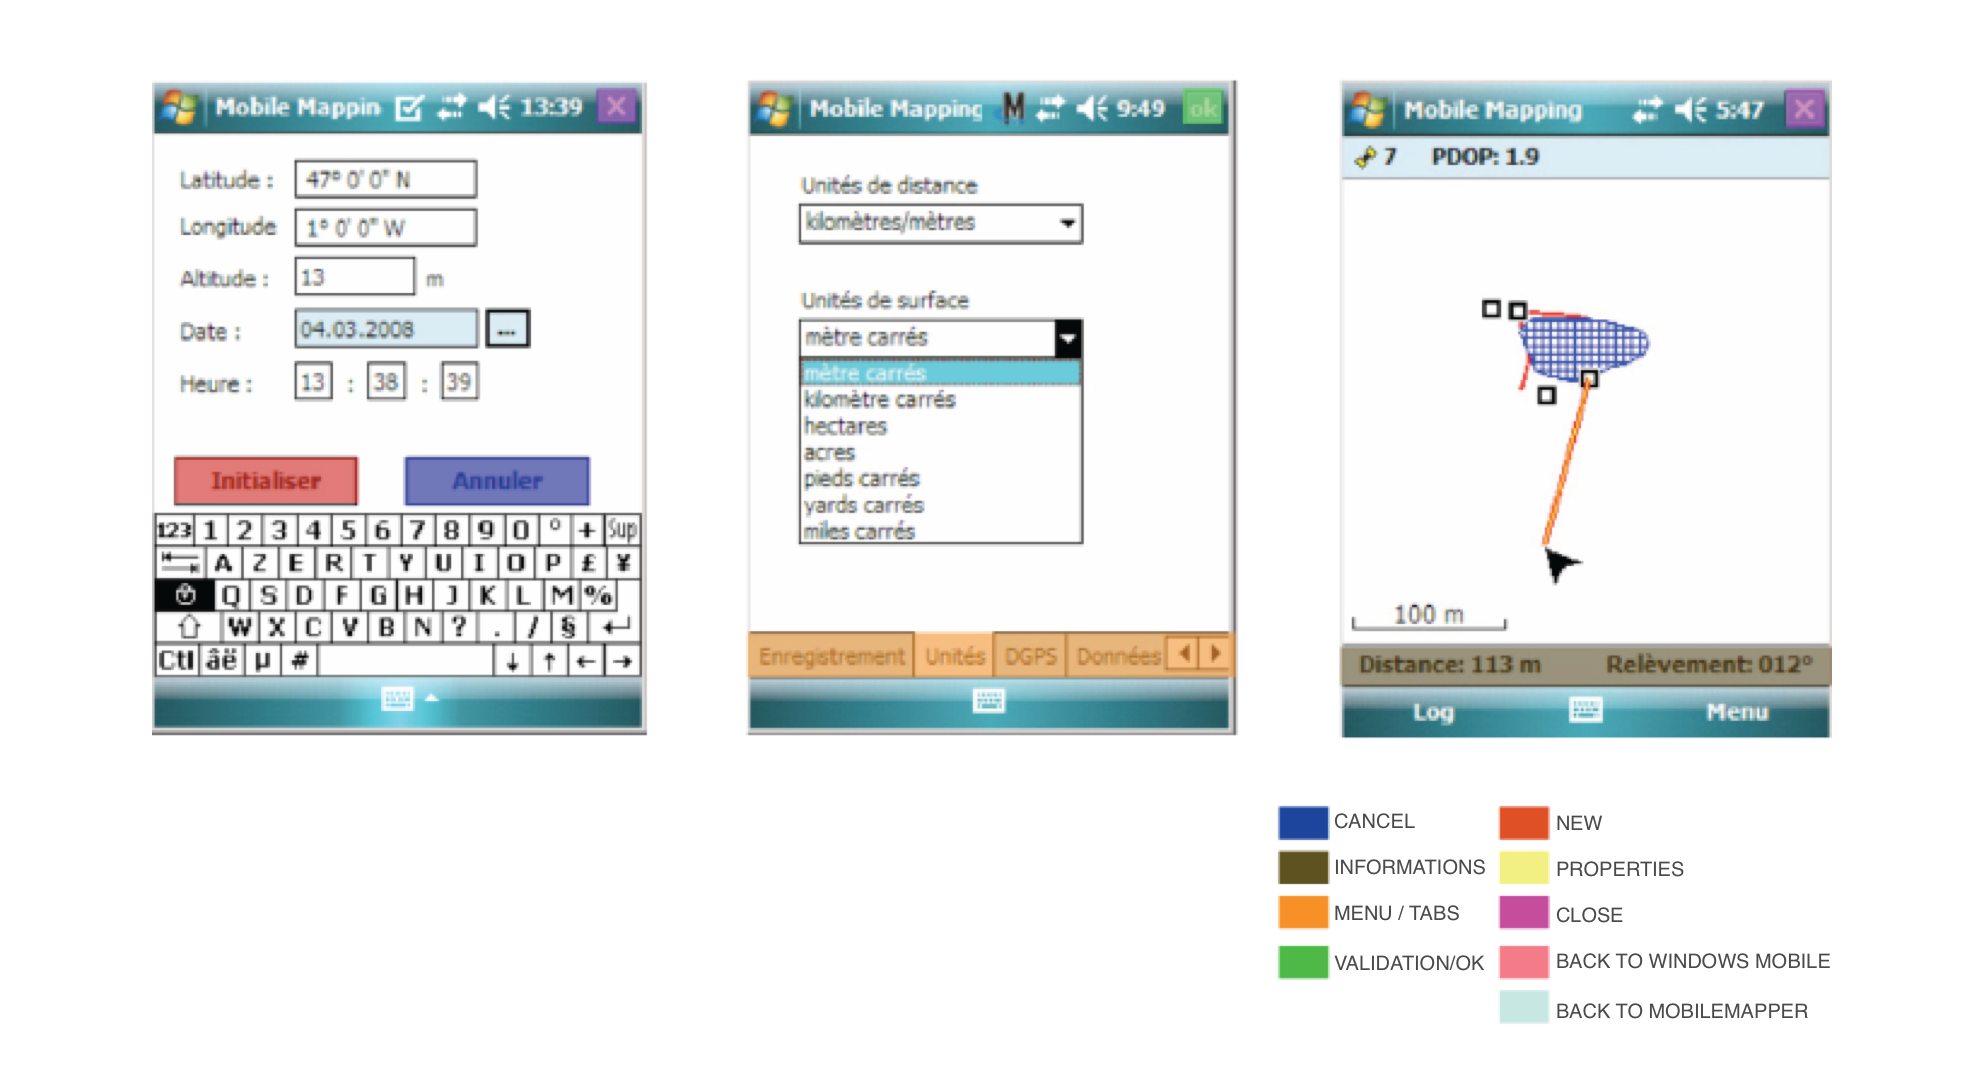 Mobile Mappin 13:39 X
Latitude : 47° 0' 0" N
Longitude 1° 0' 0" W
Altitude : 13 m
Date : 04.03.2008 ...
Heure : 13 : 38 : 39
Initialiser Annuler
123 1 2 3 4 5 6 7 8 9 0 ° + Sup
A Z E R T Y U I O P £ ¥
Q S D F G H J K L M %
W X C V B N ? . / § ↵
Ctl âë µ # ↓ ↑ ← →
Mobile Mapping M 9:49 ok
Unités de distance
kilomètres/mètres
Unités de surface
mètre carrés
mètre carrés
kilomètre carrés
hectares
acres
pieds carrés
yards carrés
miles carrés
Enregistrement Unités DGPS Données
Mobile Mapping 5:47 X
7 PDOP: 1.9
100 m
Distance: 113 m Relèvement: 012°
Log Menu
CANCEL
INFORMATIONS
MENU / TABS
VALIDATION/OK
NEW
PROPERTIES
CLOSE
BACK TO WINDOWS MOBILE
BACK TO MOBILEMAPPER